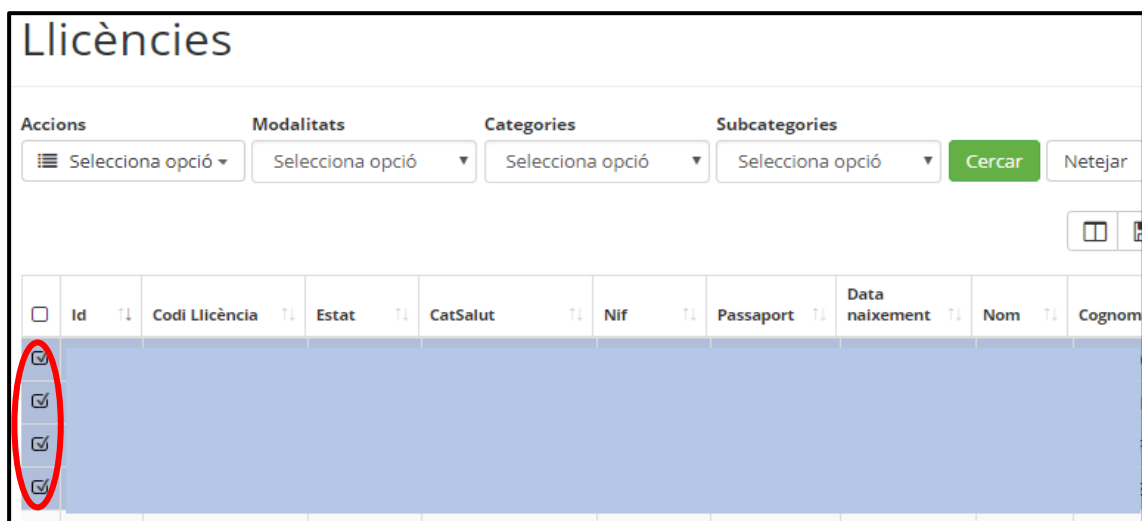 Llicències
Accions Modalitats Categories Subcategories
Selecciona opció Selecciona opció Selecciona opció Selecciona opció Cercar Netejar
Id Codi Llicència Estat CatSalut Nif Passaport Data naixement Nom Cognom